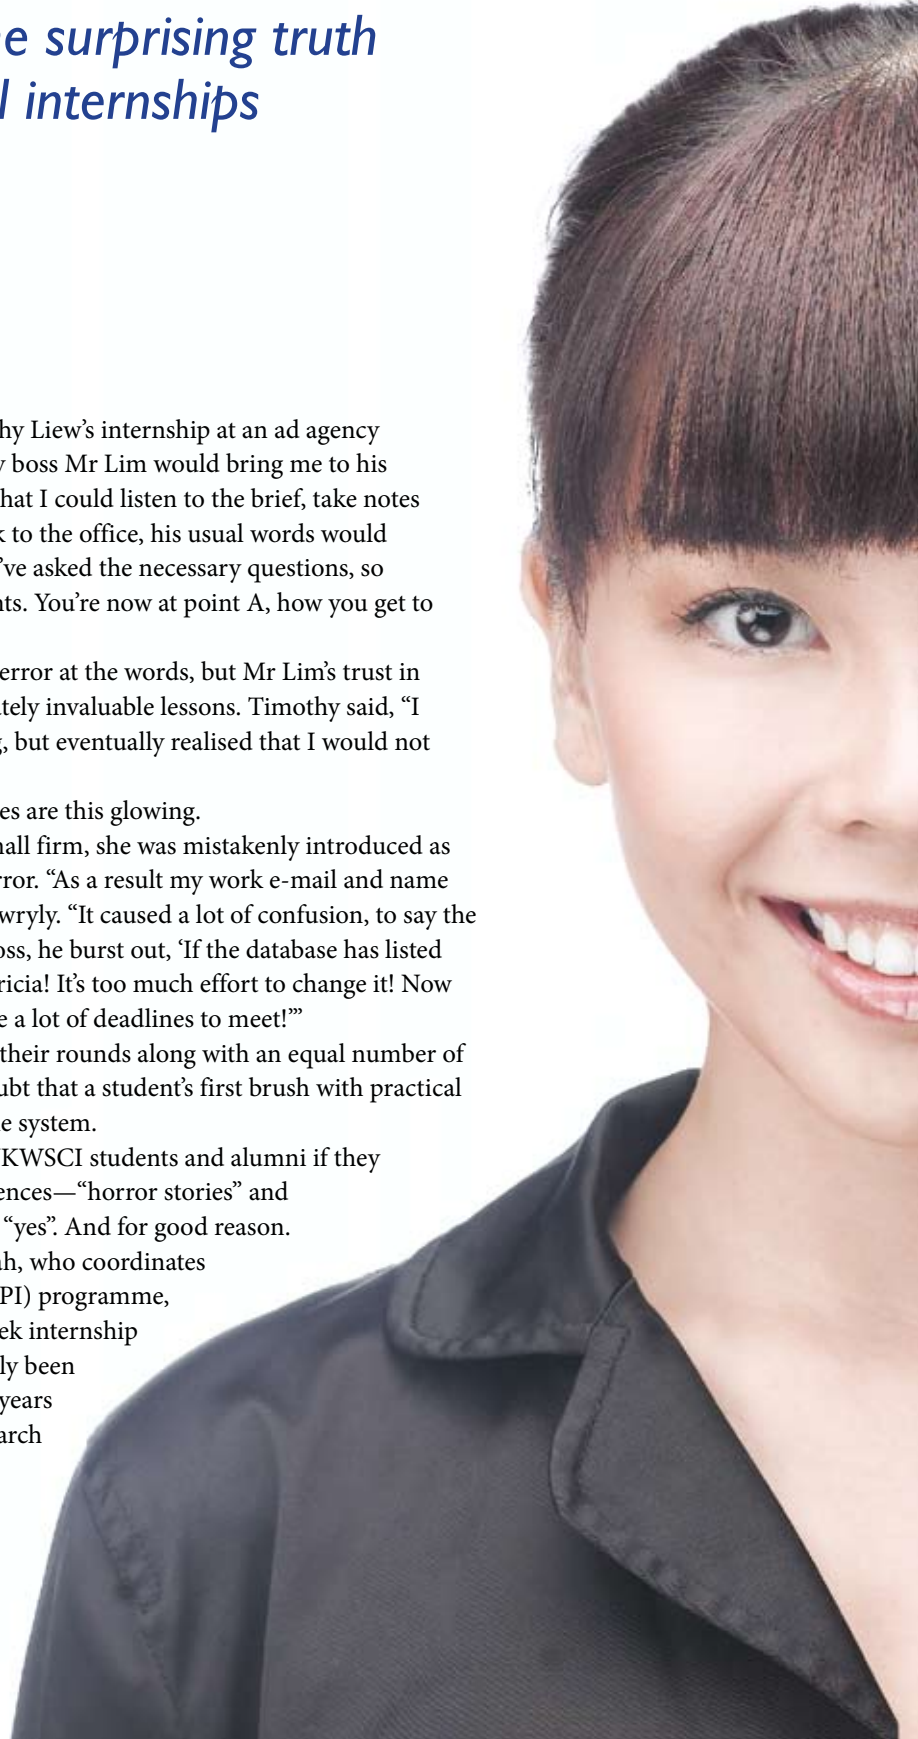 e surprising truth
l internships
hy Liew’s internship at an ad agency
y boss Mr Lim would bring me to his
hat I could listen to the brief, take notes
k to the office, his usual words would
’ve asked the necessary questions, so
nts. You’re now at point A, how you get to
error at the words, but Mr Lim’s trust in
tely invaluable lessons. Timothy said, “I
g, but eventually realised that I would not
es are this glowing.
nall firm, she was mistakenly introduced as
rror. “As a result my work e-mail and name
wryly. “It caused a lot of confusion, to say the
oss, he burst out, ‘If the database has listed
ricia! It’s too much effort to change it! Now
e a lot of deadlines to meet!’”
their rounds along with an equal number of
ubt that a student’s first brush with practical
e system.
KWSCI students and alumni if they
ences—“horror stories” and
“yes”. And for good reason.
ah, who coordinates
PI) programme,
ek internship
ly been
years
arch